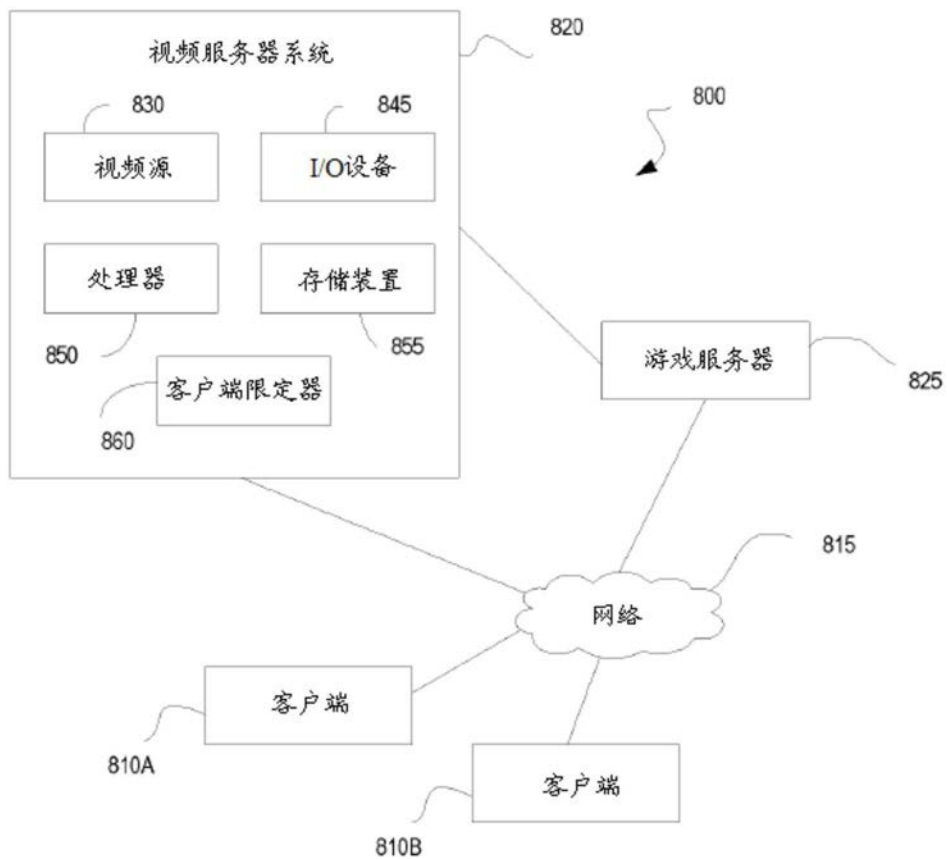 820
视频服务器系统
830
845
800
视频源
I/O设备
处理器
存储装置
850
855
游戏服务器
825
客户端限定器
860
815
网络
客户端
810A
客户端
810B